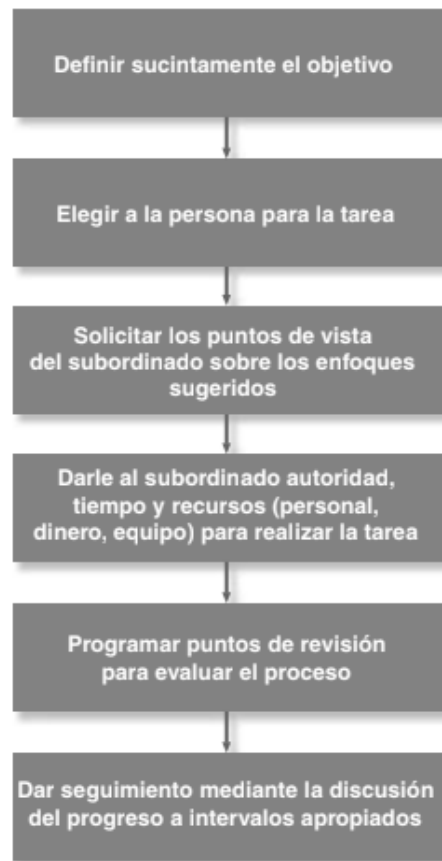 Definir sucintamente el objetivo
Elegir a la persona para la tarea
Solicitar los puntos de vista
del subordinado sobre los enfoques
sugeridos
Darle al subordinado autoridad,
tiempo y recursos (personal,
dinero, equipo) para realizar la tarea
Programar puntos de revisión
para evaluar el proceso
Dar seguimiento mediante la discusión
del progreso a intervalos apropiados